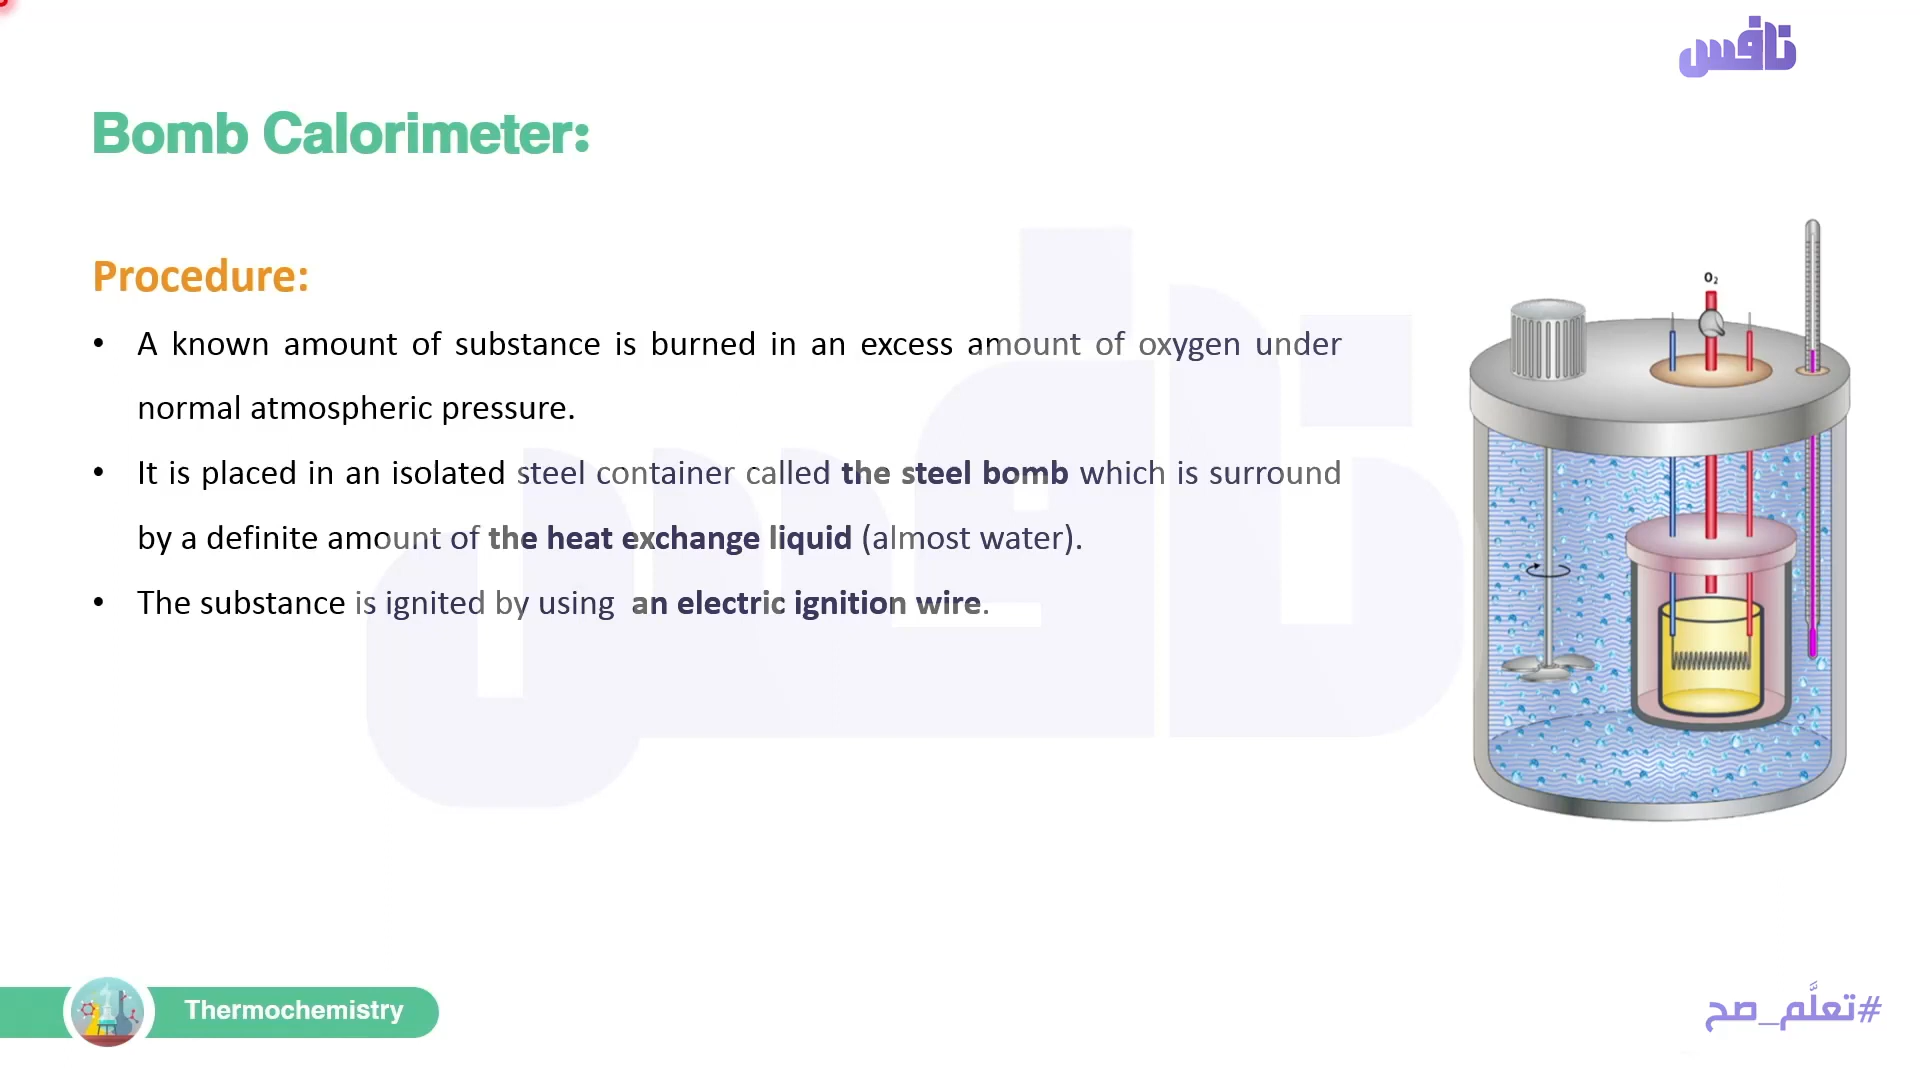 نافس
Bomb Calorimeter:
Procedure:
O₂
• A known amount of substance is burned in an excess amount of oxygen under
normal atmospheric pressure.
• It is placed in an isolated steel container called the steel bomb which is surround
by a definite amount of the heat exchange liquid (almost water).
• The substance is ignited by using an electric ignition wire.
Thermochemistry
#تعلَّم_صح